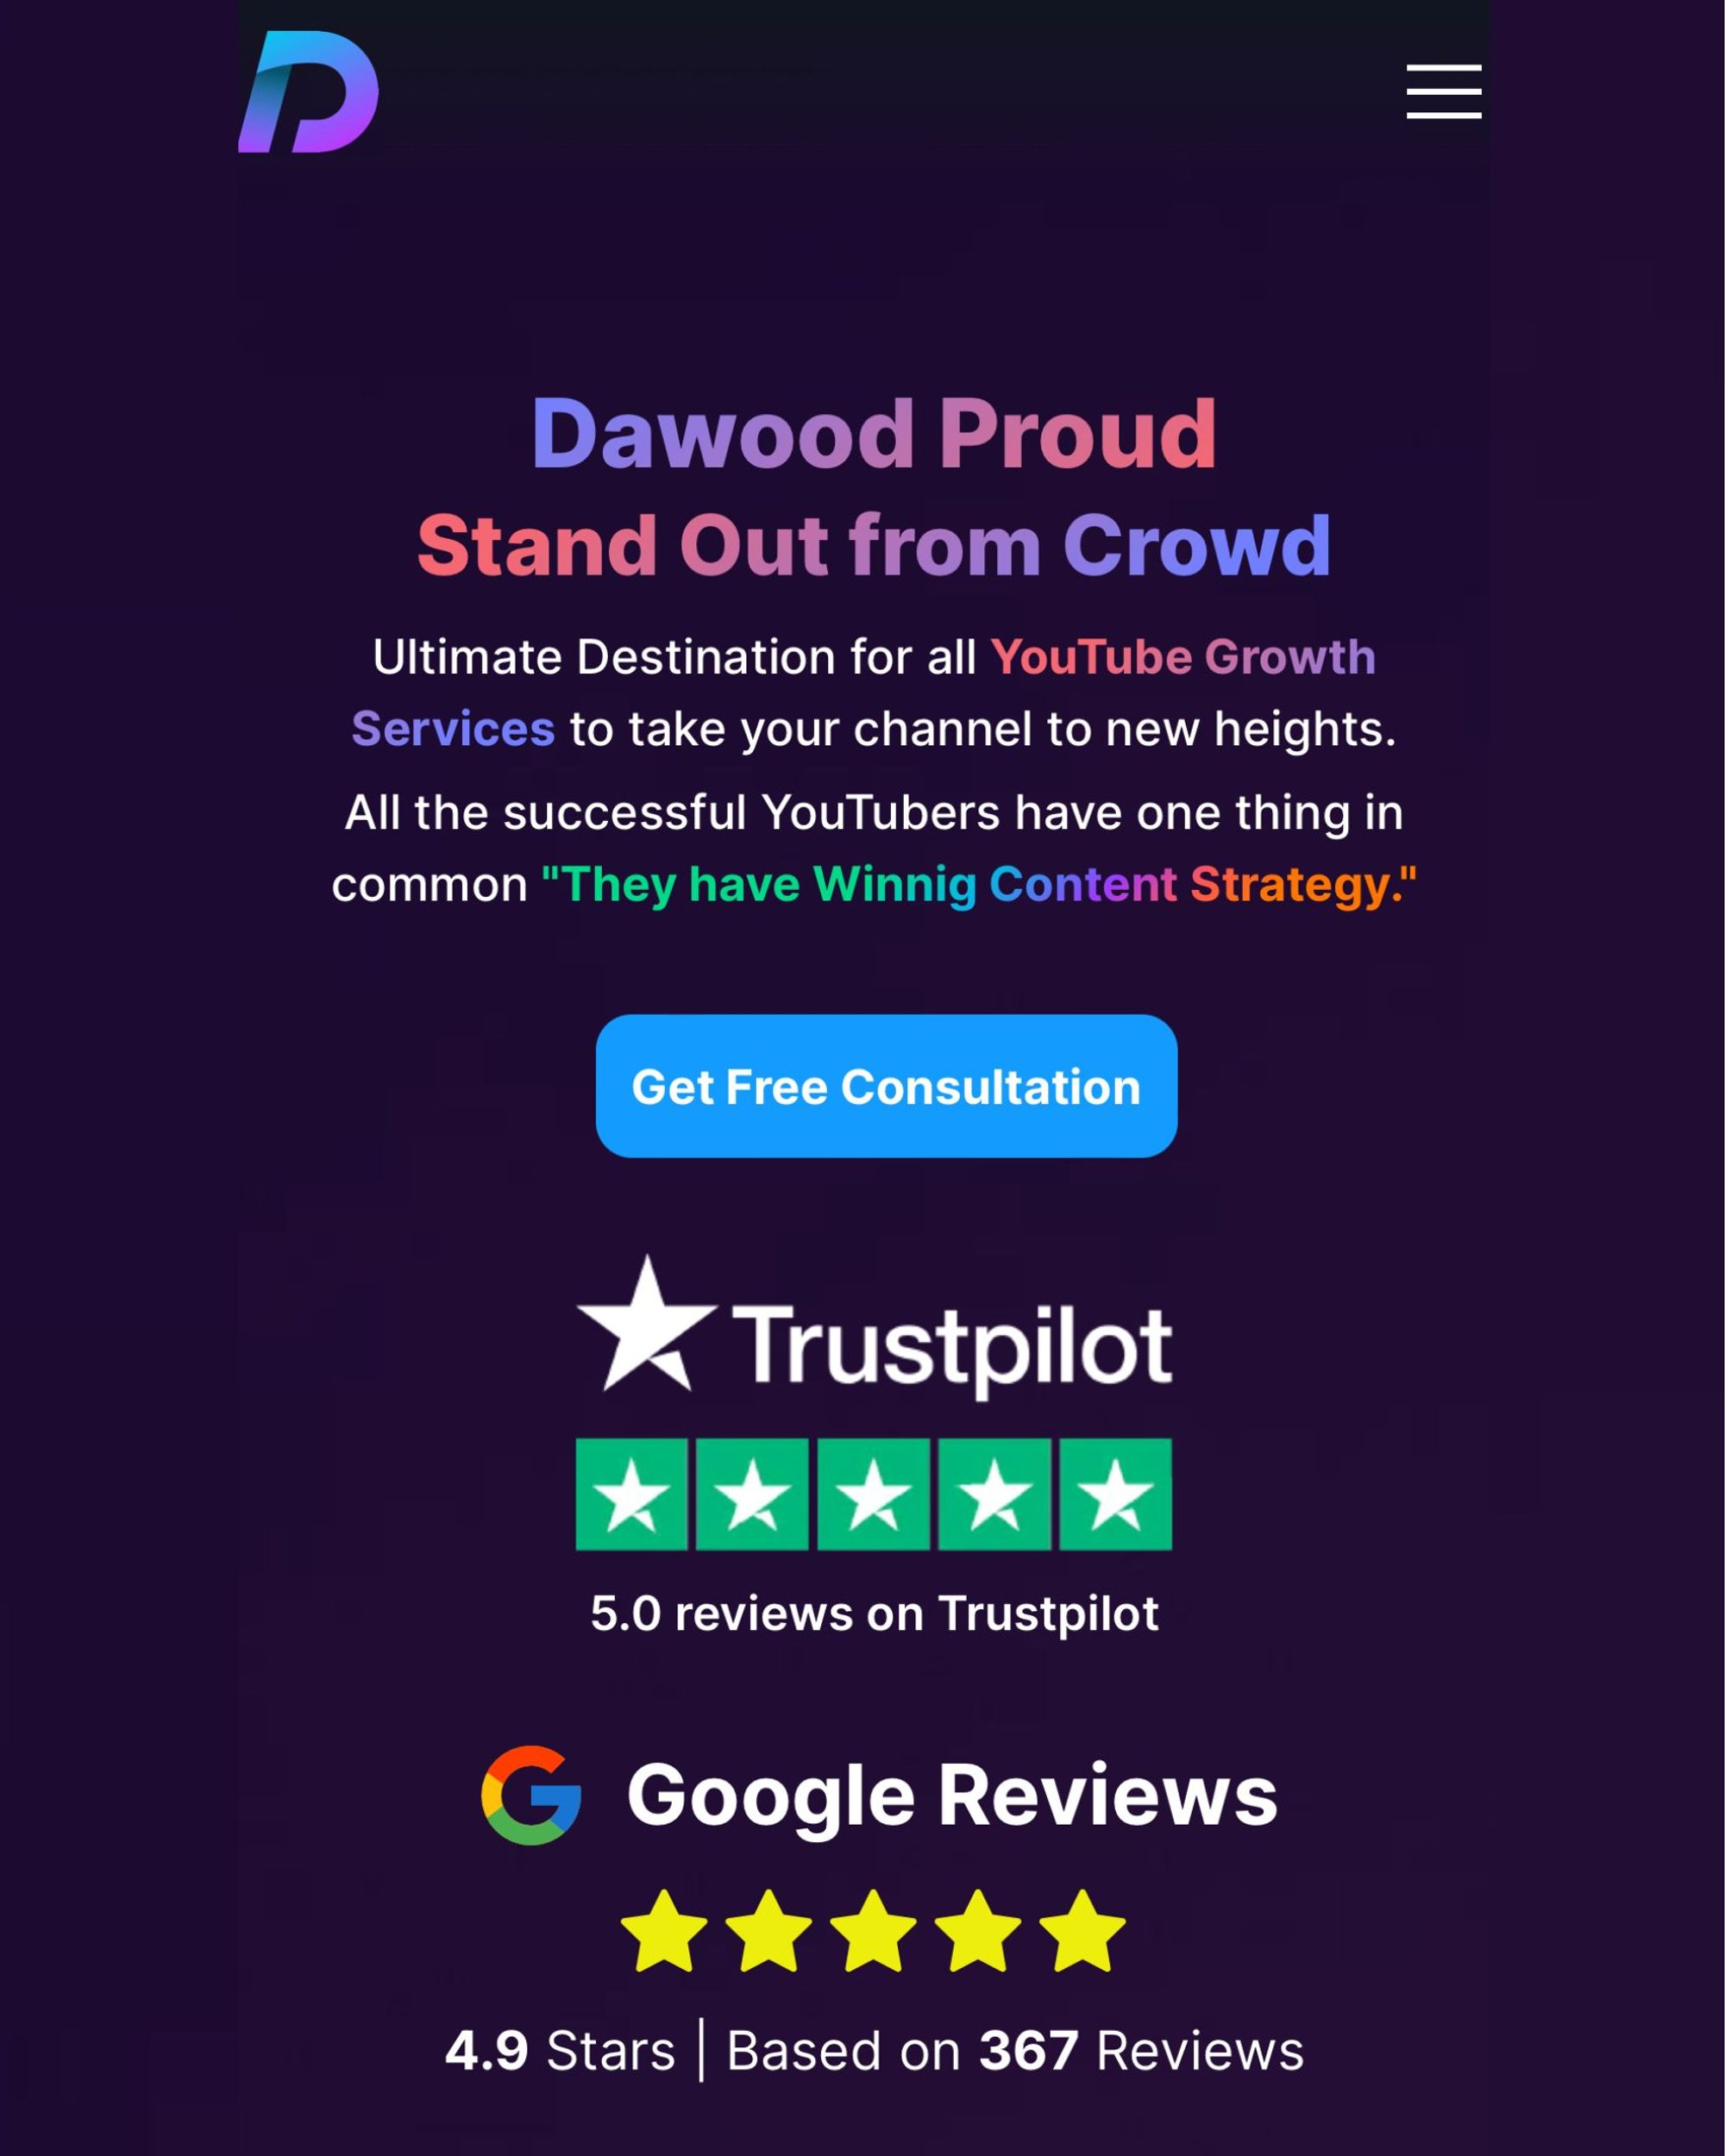 Dawood Proud
Stand Out from Crowd
Ultimate Destination for all YouTube Growth
Services to take your channel to new heights.
All the successful YouTubers have one thing in
common "They have Winnig Content Strategy."
Get Free Consultation
Trustpilot
5.0 reviews on Trustpilot
Google Reviews
4.9 Stars | Based on 367 Reviews